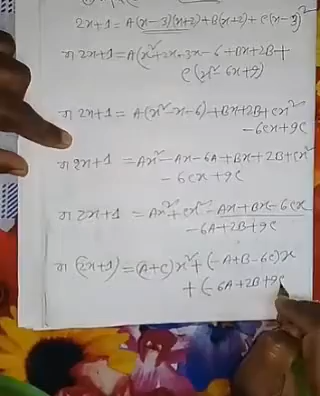 2x+1 = A(x-3)(x+2)+B(x+2)+C(x-3)²
বা 2x+1 = A(x²+2x-3x-6+Bx+2B+
C(x²-6x+9)
বা 2x+1 = A(x²-x-6)+Bx+2B+Cx²
-6Cx+9C
বা 2x+1 = Ax²-Ax-6A+Bx+2B+Cx²
-6Cx+9C
বা 2x+1 = Ax²+Cx²-Ax+Bx-6Cx
-6A+2B+9C
বা (2x+1) = (A+C)x²+(-A+B-6C)x
+(-6A+2B+9C